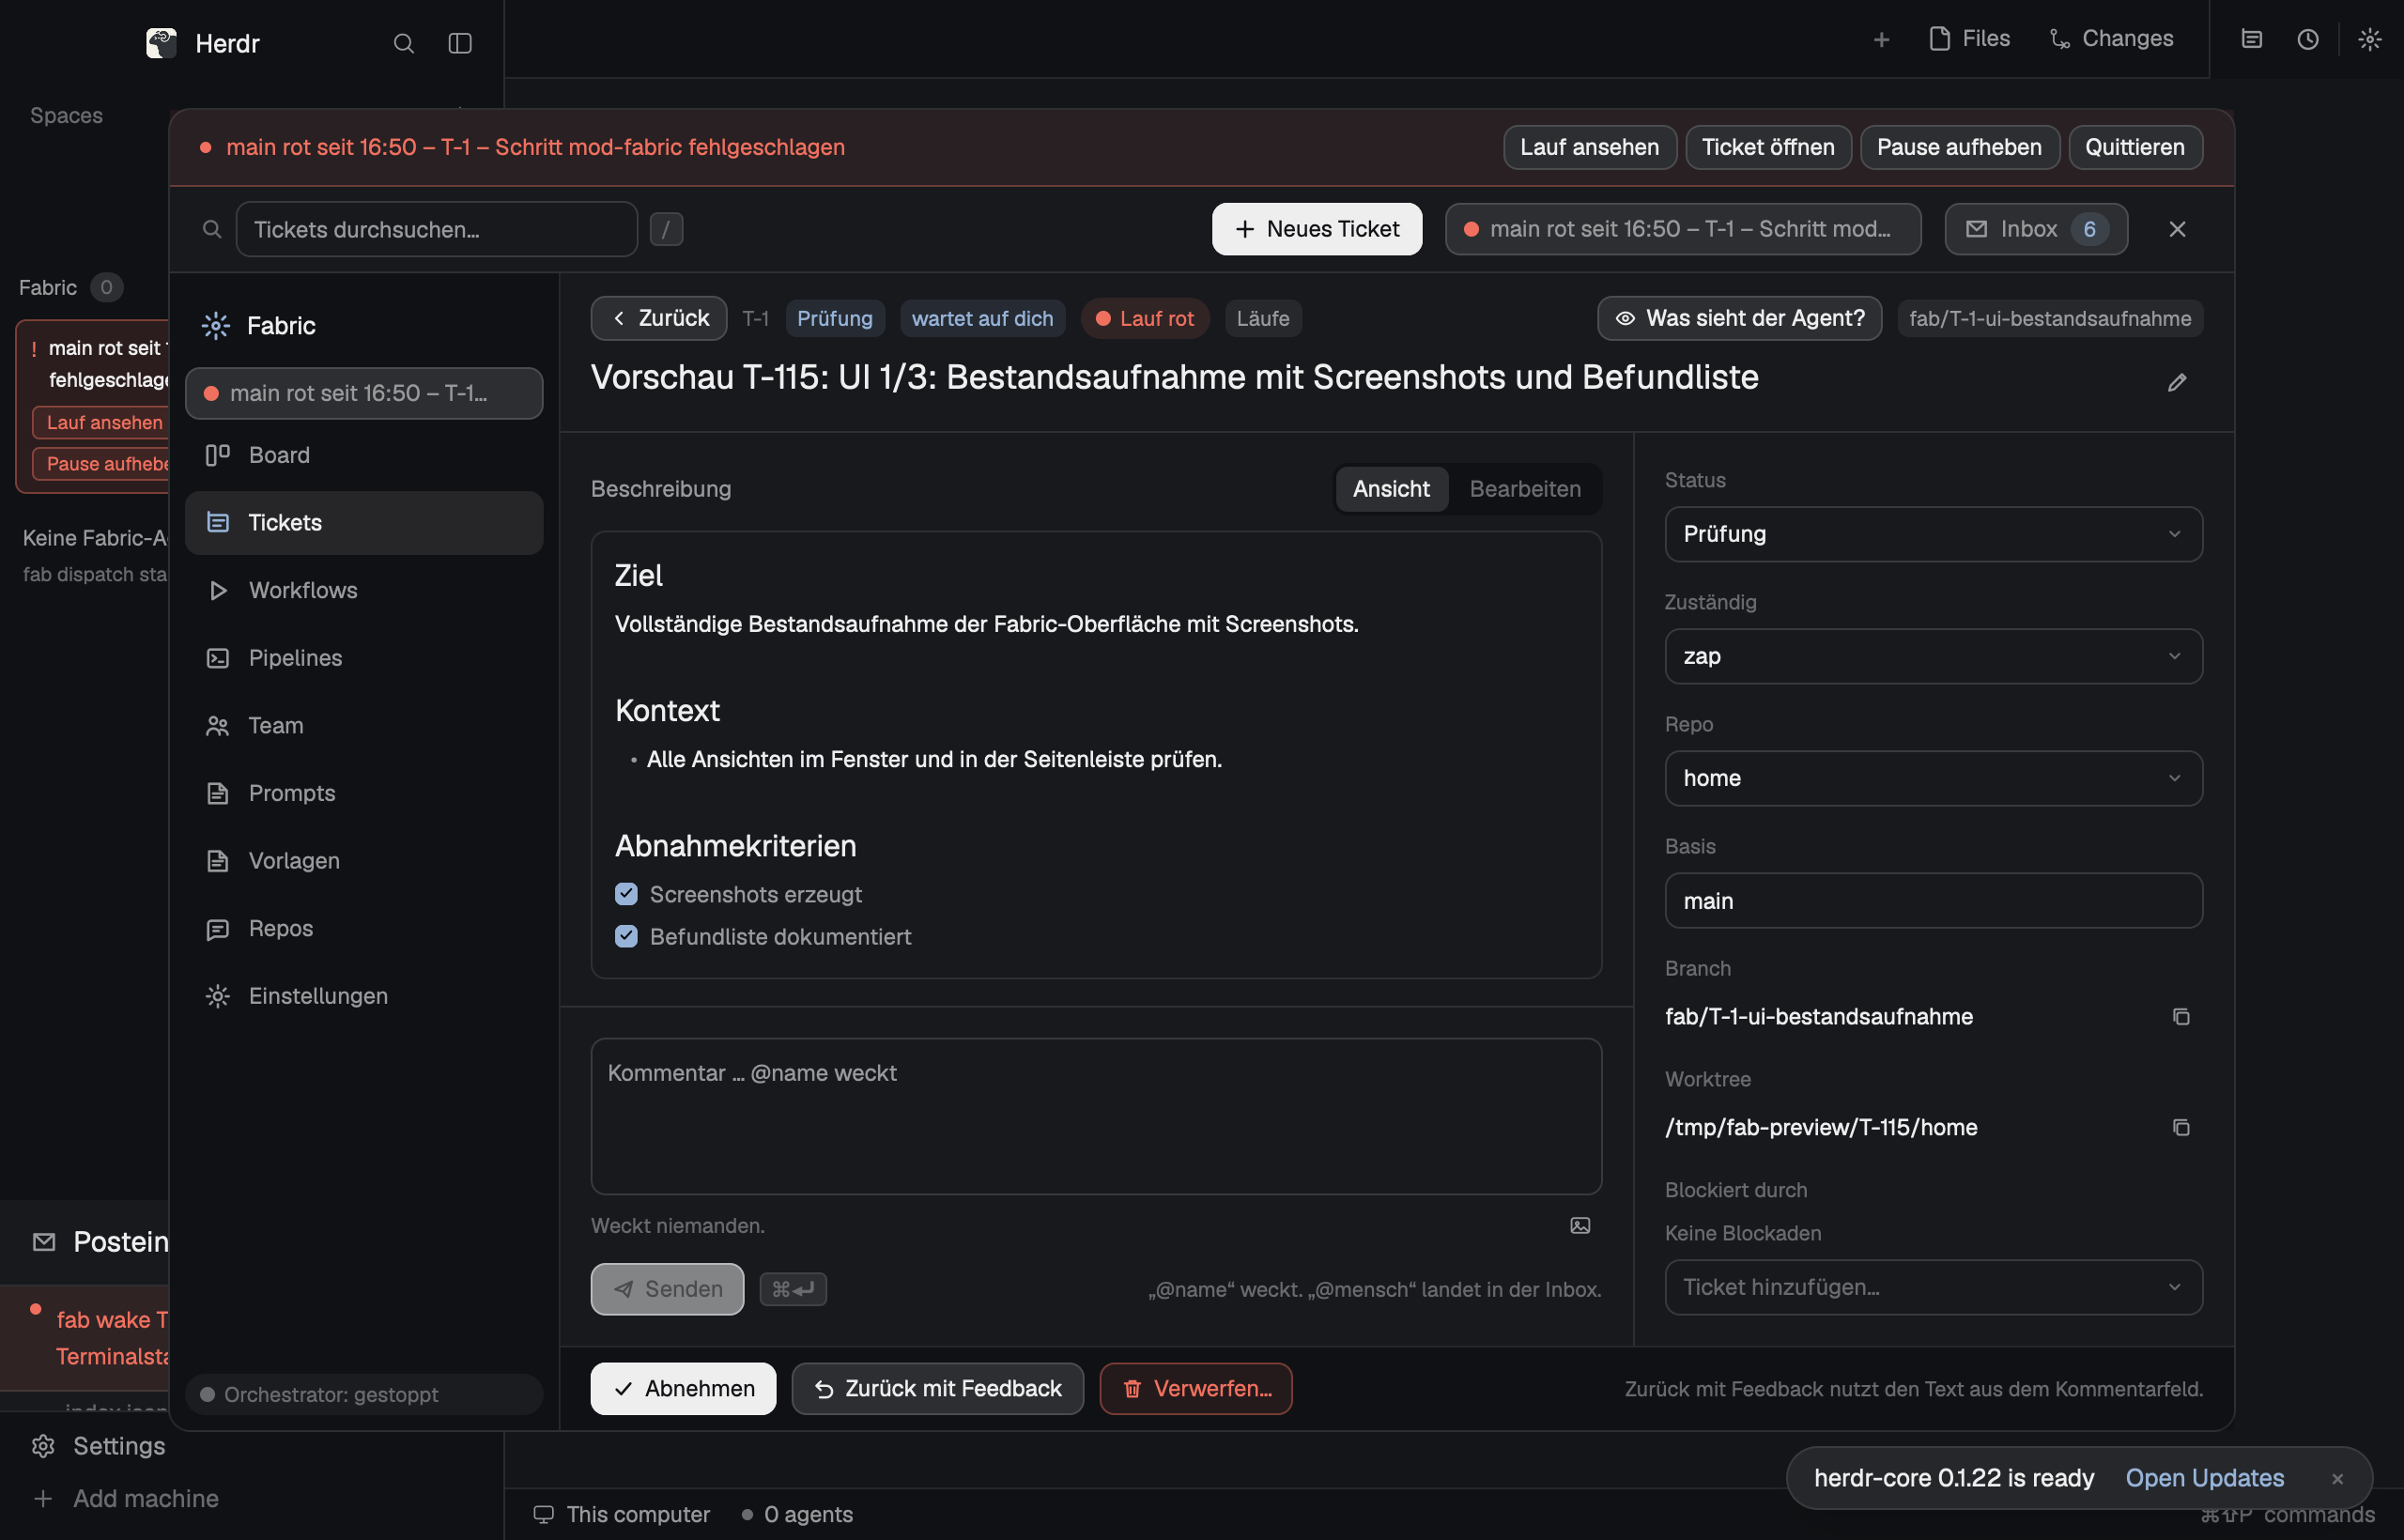 Herdr
Files
Changes
Spaces
main rot seit 16:50 – T-1 – Schritt mod-fabric fehlgeschlagen
Lauf ansehen
Ticket öffnen
Pause aufheben
Quittieren
Tickets durchsuchen...
/
Neues Ticket
main rot seit 16:50 – T-1 – Schritt mod...
Inbox 6
Fabric 0
! main rot seit
fehlgeschlage
Lauf ansehen
Pause aufhebe
Keine Fabric-A
fab dispatch sta
Fabric
main rot seit 16:50 – T-1...
Board
Tickets
Workflows
Pipelines
Team
Prompts
Vorlagen
Repos
Einstellungen
Orchestrator: gestoppt
Zurück
T-1
Prüfung
wartet auf dich
Lauf rot
Läufe
Was sieht der Agent?
fab/T-1-ui-bestandsaufnahme
Vorschau T-115: UI 1/3: Bestandsaufnahme mit Screenshots und Befundliste
Beschreibung
Ansicht
Bearbeiten
Ziel
Vollständige Bestandsaufnahme der Fabric-Oberfläche mit Screenshots.
Kontext
• Alle Ansichten im Fenster und in der Seitenleiste prüfen.
Abnahmekriterien
Screenshots erzeugt
Befundliste dokumentiert
Kommentar ... @name weckt
Weckt niemanden.
Senden
⌘↵
„@name“ weckt. „@mensch“ landet in der Inbox.
Abnehmen
Zurück mit Feedback
Verwerfen...
Zurück mit Feedback nutzt den Text aus dem Kommentarfeld.
Status
Prüfung
Zuständig
zap
Repo
home
Basis
main
Branch
fab/T-1-ui-bestandsaufnahme
Worktree
/tmp/fab-preview/T-115/home
Blockiert durch
Keine Blockaden
Ticket hinzufügen...
Postein
fab wake T
Terminalsta
Settings
Add machine
This computer
0 agents
herdr-core 0.1.22 is ready
Open Updates
×
⌘⇧P commands